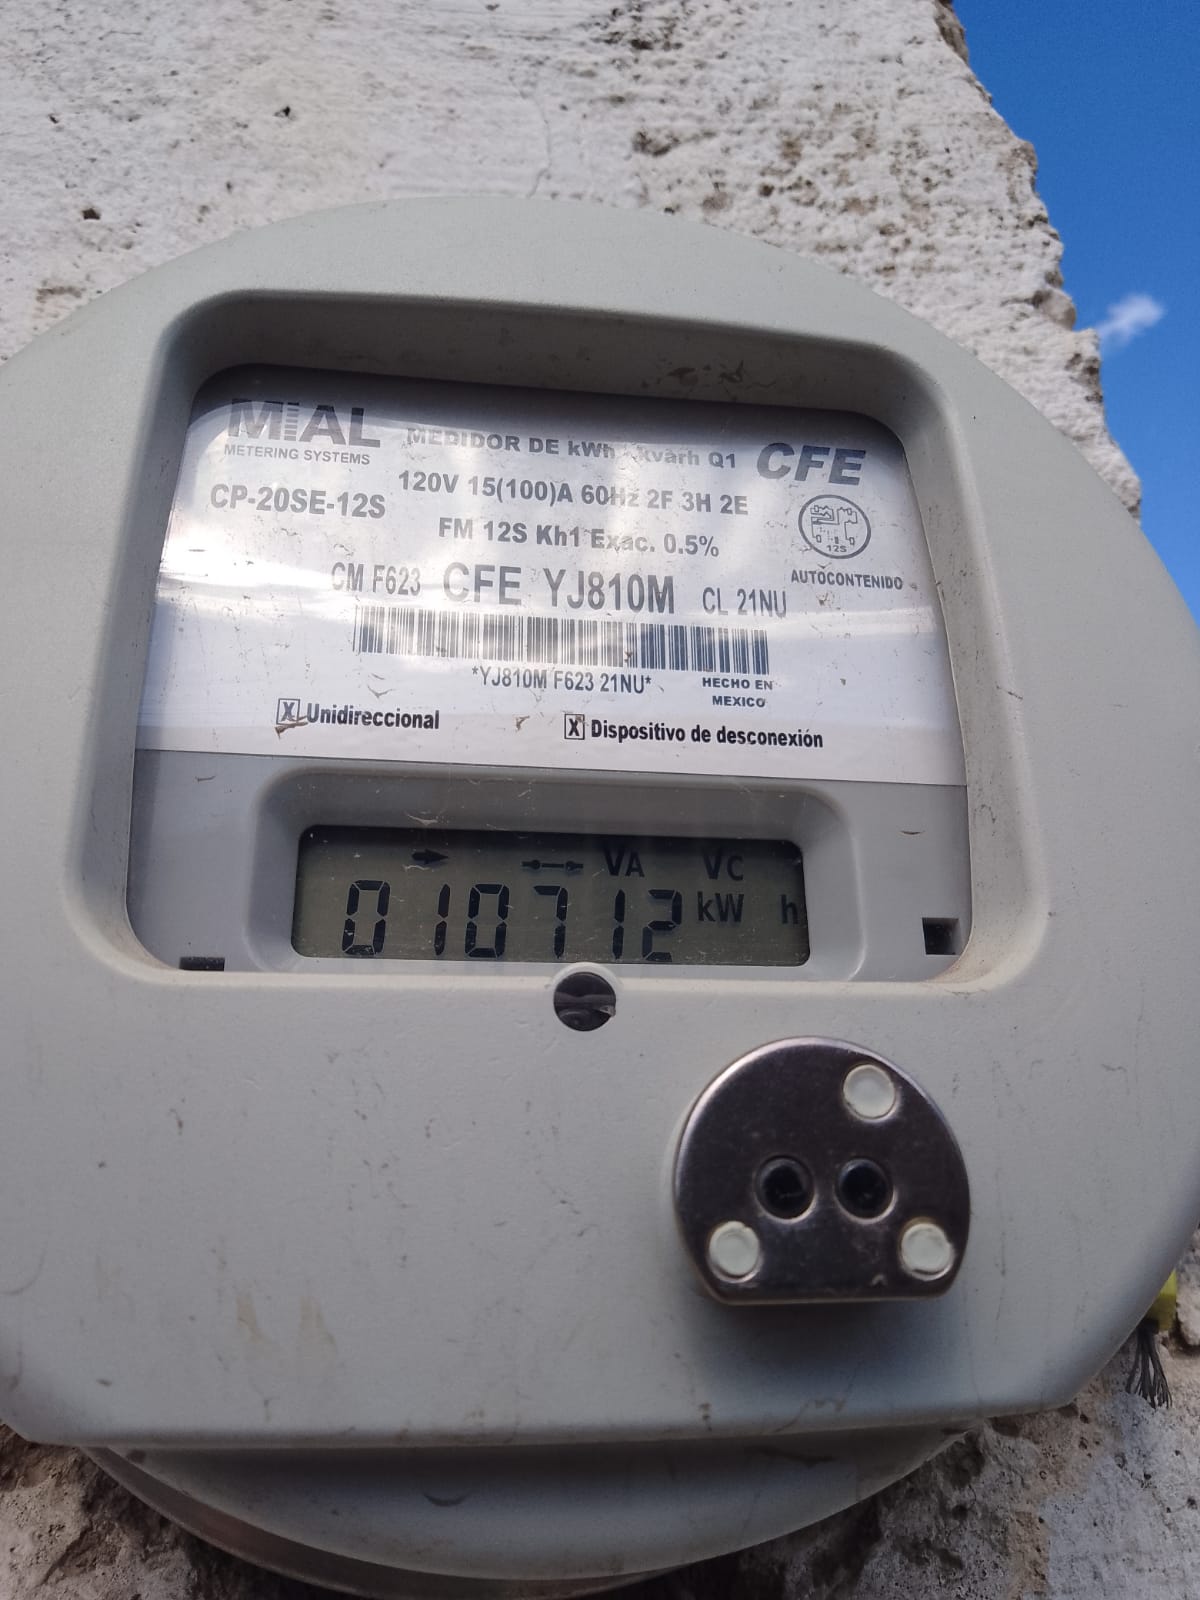 MIAL
METERING SYSTEMS
MEDIDOR DE kWh - kvarh Q1
CFE
CP-20SE-12S
120V 15(100)A 60Hz 2F 3H 2E
FM 12S Kh1 Exac. 0.5%
12S
AUTOCONTENIDO
CM F623 CFE YJ810M CL 21NU
*YJ810M F623 21NU*
HECHO EN
MEXICO
X Unidireccional
X Dispositivo de desconexión
VA VC
010712 kW h